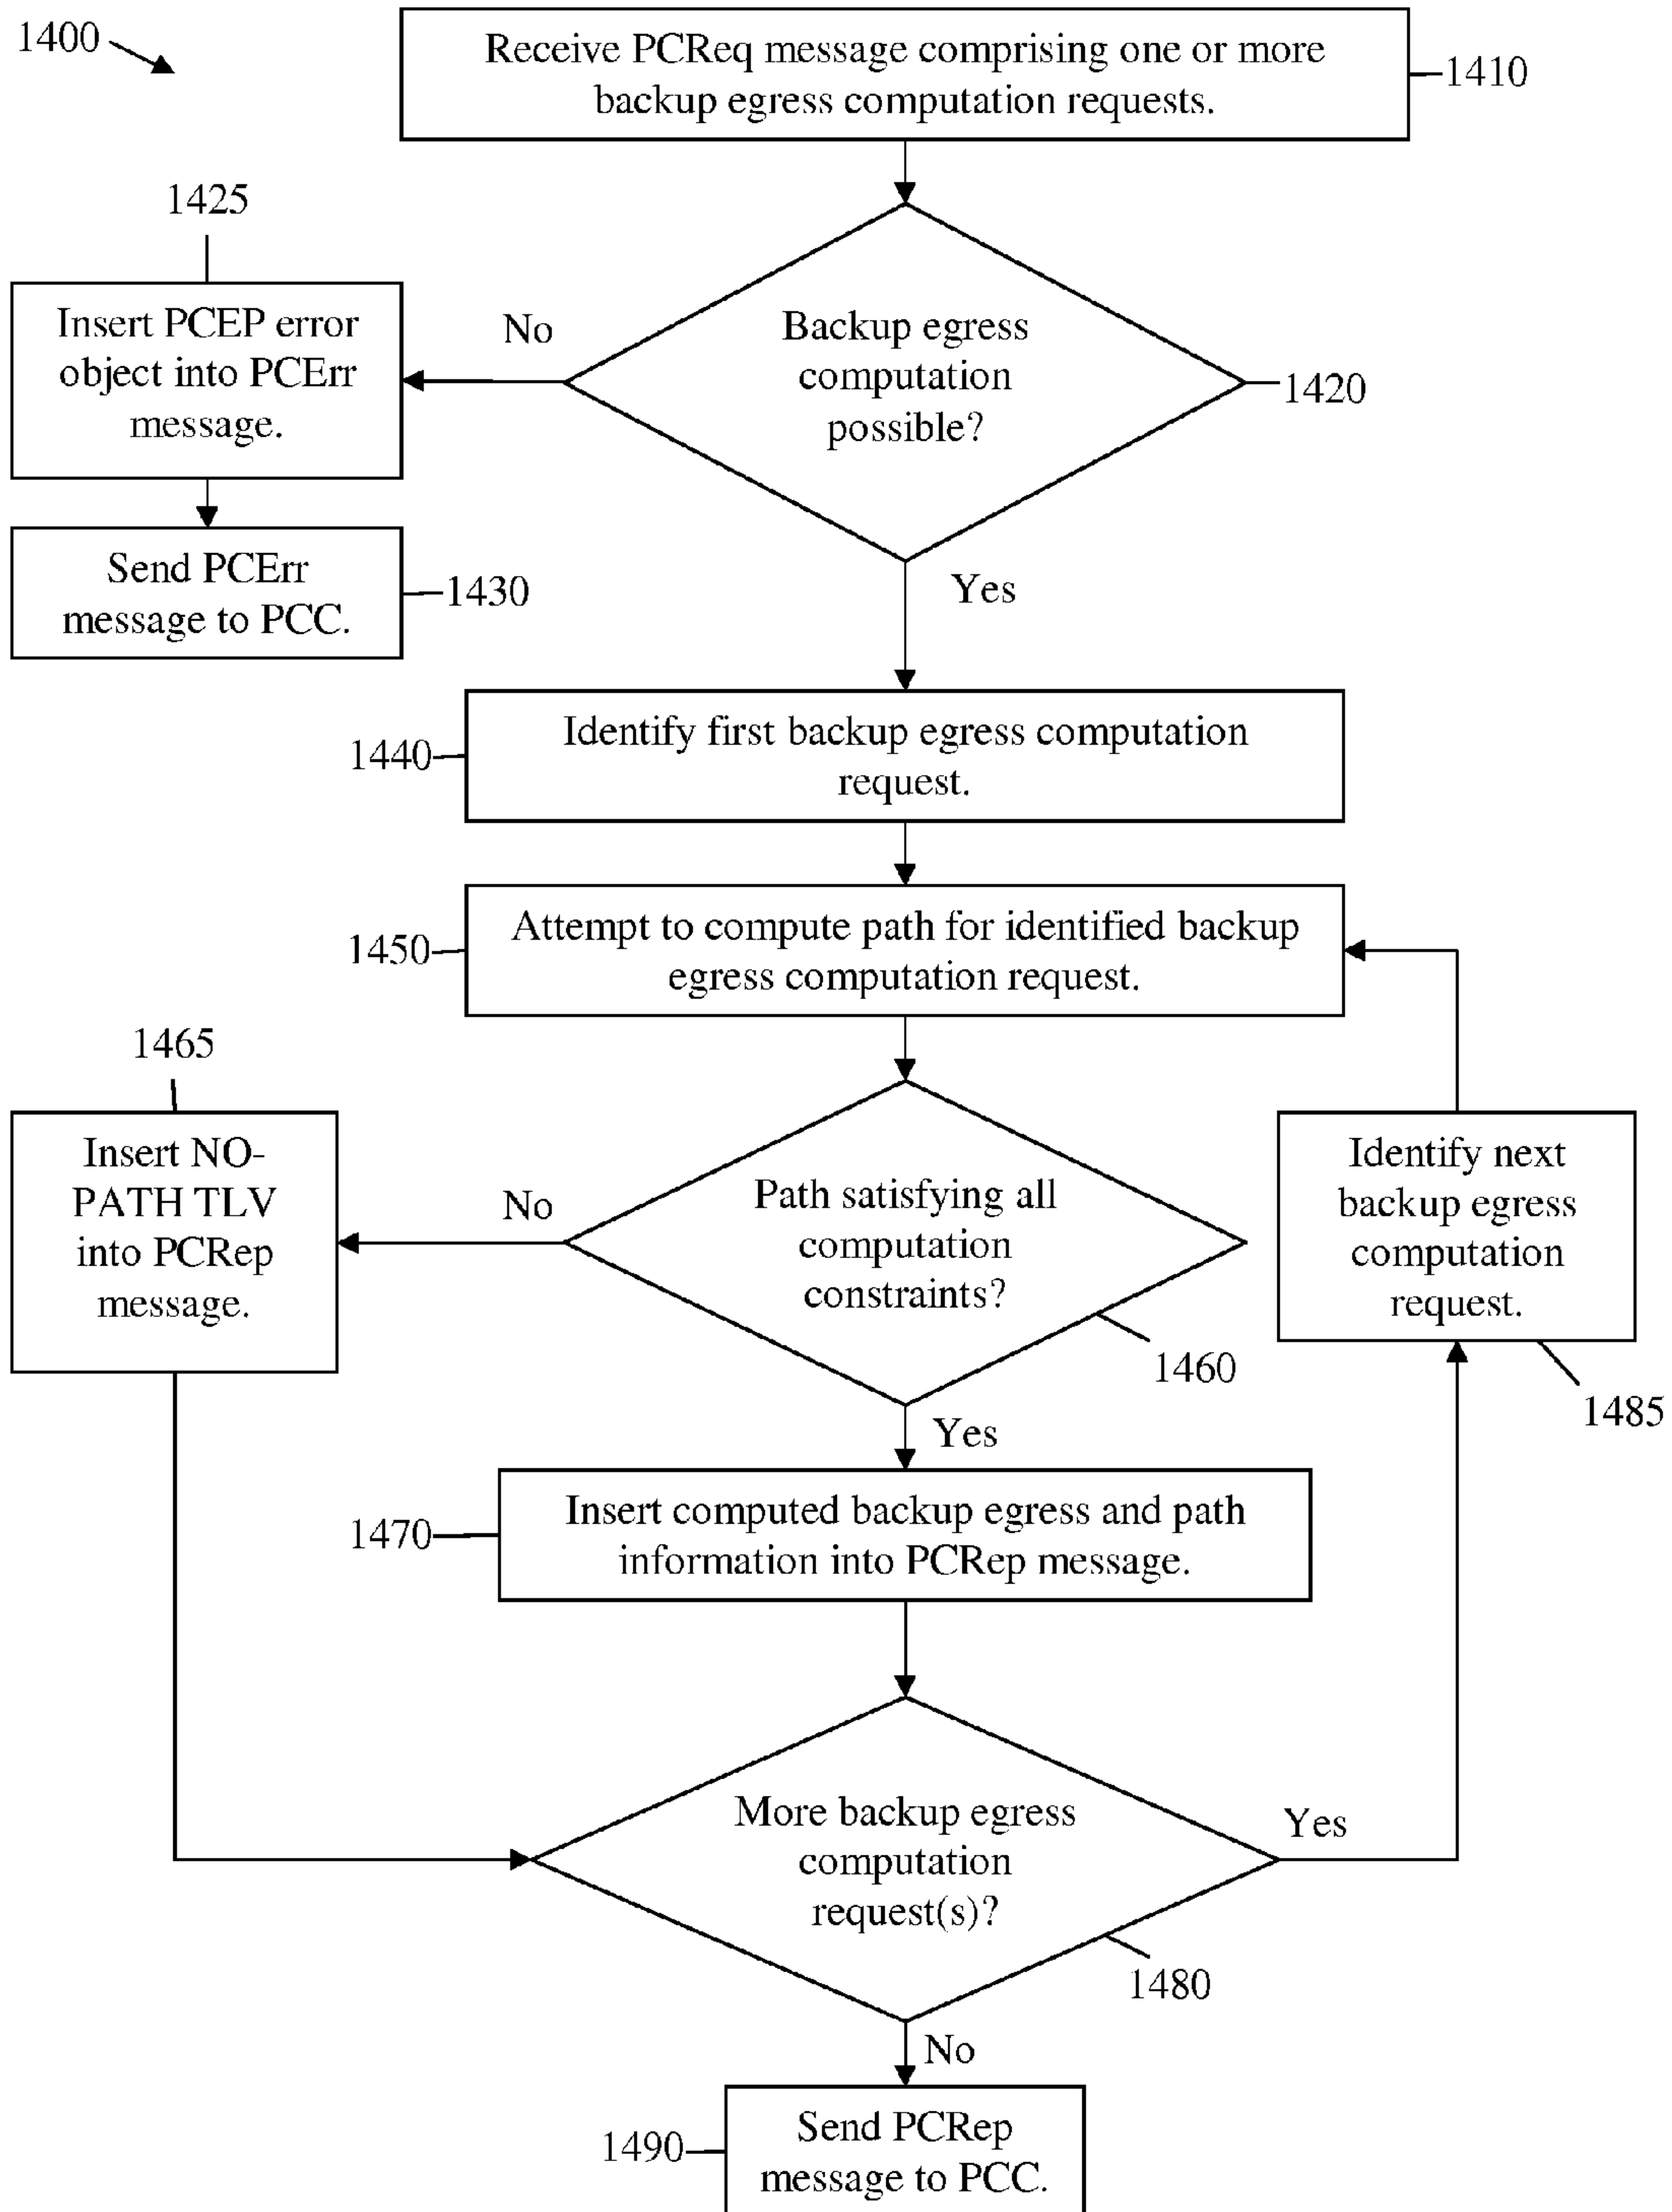 1400
Receive PCReq message comprising one or more
backup egress computation requests.
1410
1425
Insert PCEP error
object into PCErr
message.
No
Backup egress
computation
possible?
1420
Send PCErr
message to PCC.
1430
Yes
1440
Identify first backup egress computation
request.
1450
Attempt to compute path for identified backup
egress computation request.
1465
Insert NO-
PATH TLV
into PCRep
message.
No
Path satisfying all
computation
constraints?
1460
Identify next
backup egress
computation
request.
1485
Yes
1470
Insert computed backup egress and path
information into PCRep message.
More backup egress
computation
request(s)?
Yes
1480
No
1490
Send PCRep
message to PCC.